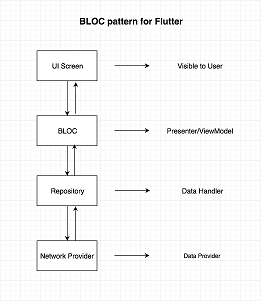 BLOC pattern for Flutter
UI Screen
Visible to User
BLOC
Presenter/ViewModel
Repository
Data Handler
Network Provider
Data Provider